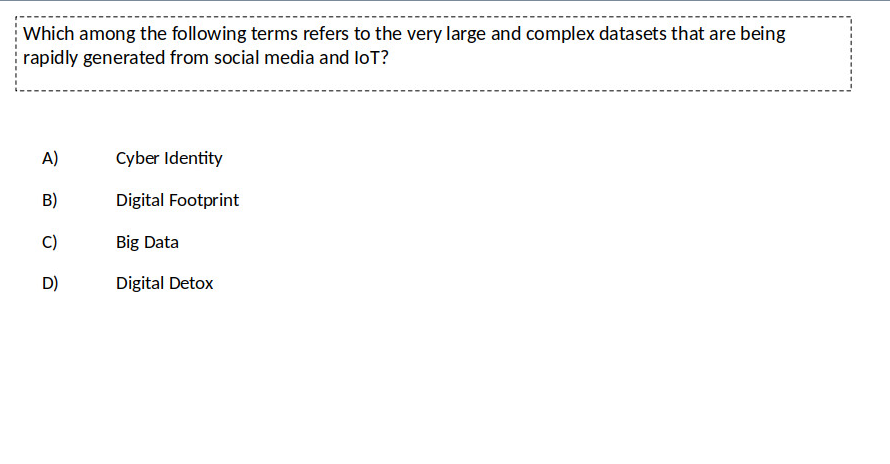 Which among the following terms refers to the very large and complex datasets that are being
rapidly generated from social media and IoT?
A) Cyber Identity
B) Digital Footprint
C) Big Data
D) Digital Detox